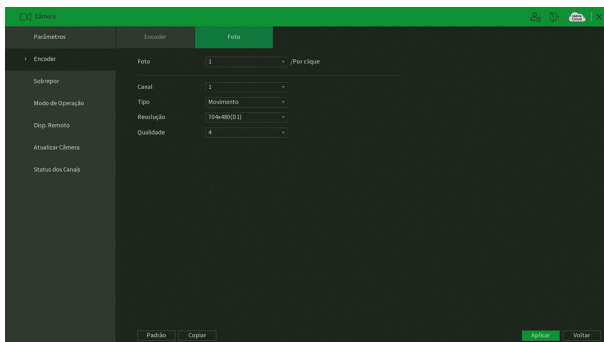 Câmera
Parâmetros
Encoder
Foto
Encoder
Foto 1 /Por clique
Sobrepor
Canal 1
Modo de Operação
Tipo Movimento
Resolução 704x480(D1)
Disp. Remoto
Qualidade 4
Atualizar Câmera
Status dos Canais
Padrão
Copiar
Aplicar
Voltar